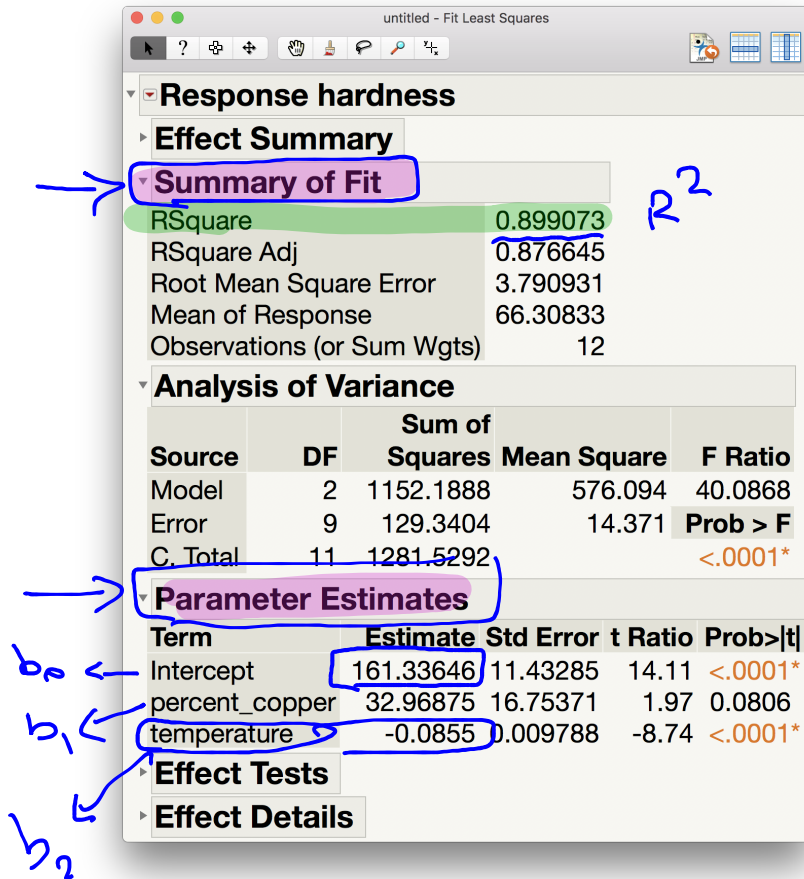 untitled - Fit Least Squares
?
JMP
Response hardness
Effect Summary
Summary of Fit
R²
RSquare 0.899073
RSquare Adj 0.876645
Root Mean Square Error 3.790931
Mean of Response 66.30833
Observations (or Sum Wgts) 12
Analysis of Variance
Sum of
Source DF Squares Mean Square F Ratio
Model 2 1152.1888 576.094 40.0868
Error 9 129.3404 14.371 Prob > F
C. Total 11 1281.5292 <.0001*
Parameter Estimates
Term Estimate Std Error t Ratio Prob>|t|
b₀ Intercept 161.33646 11.43285 14.11 <.0001*
b₁ percent_copper 32.96875 16.75371 1.97 0.0806
temperature -0.0855 0.009788 -8.74 <.0001*
Effect Tests
Effect Details
b₂